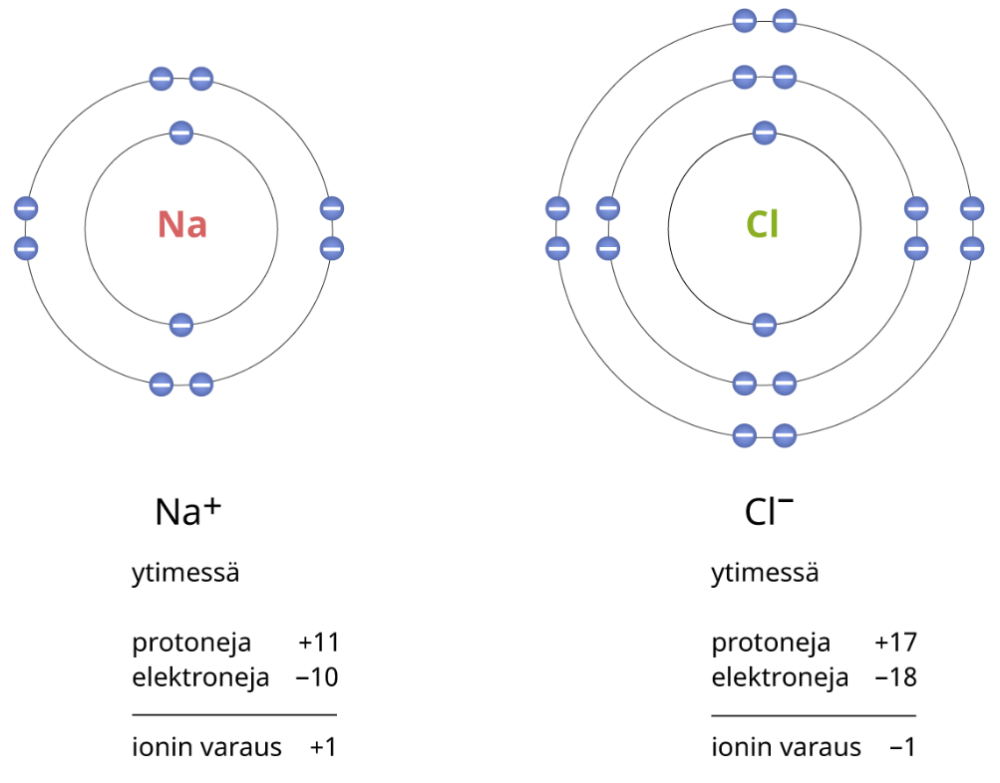 Na
Cl
Na⁺
Cl⁻
ytimessä
ytimessä
protoneja +11
elektroneja –10
protoneja +17
elektroneja –18
ionin varaus +1
ionin varaus –1